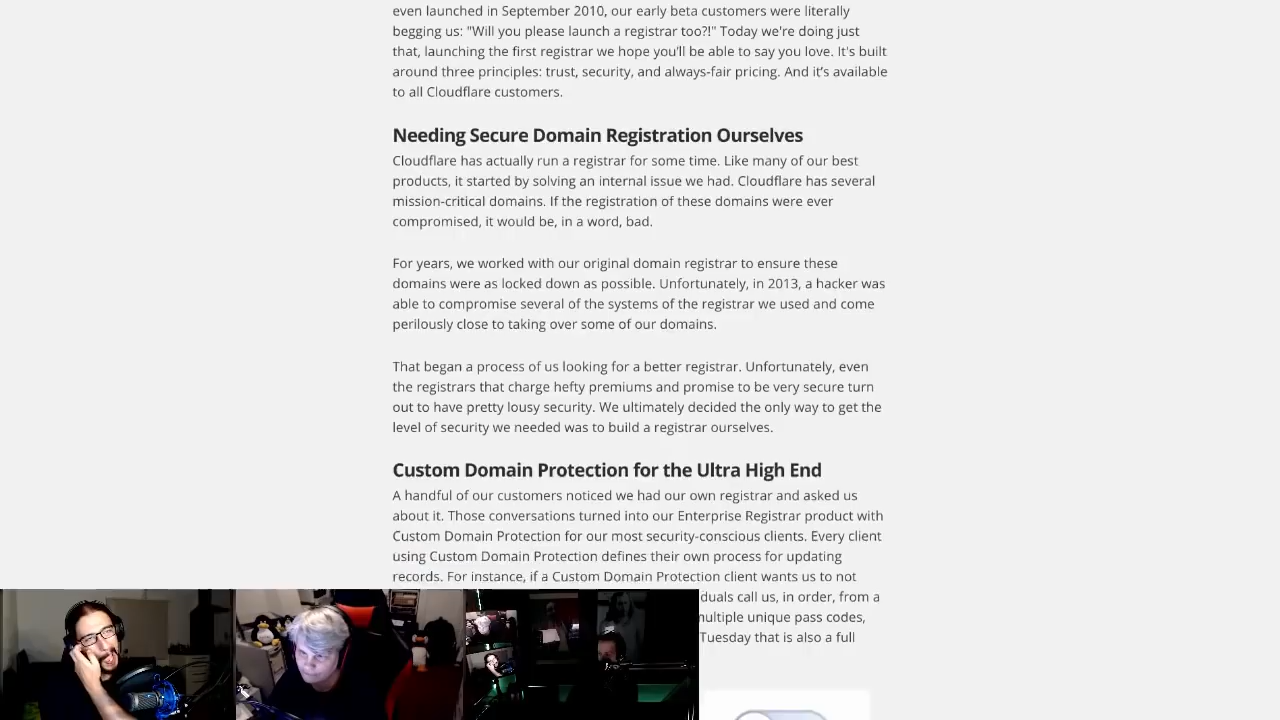 even launched in September 2010, our early beta customers were literally
begging us: "Will you please launch a registrar too?!" Today we're doing just
that, launching the first registrar we hope you'll be able to say you love. It's built
around three principles: trust, security, and always-fair pricing. And it's available
to all Cloudflare customers.
Needing Secure Domain Registration Ourselves
Cloudflare has actually run a registrar for some time. Like many of our best
products, it started by solving an internal issue we had. Cloudflare has several
mission-critical domains. If the registration of these domains were ever
compromised, it would be, in a word, bad.
For years, we worked with our original domain registrar to ensure these
domains were as locked down as possible. Unfortunately, in 2013, a hacker was
able to compromise several of the systems of the registrar we used and come
perilously close to taking over some of our domains.
That began a process of us looking for a better registrar. Unfortunately, even
the registrars that charge hefty premiums and promise to be very secure turn
out to have pretty lousy security. We ultimately decided the only way to get the
level of security we needed was to build a registrar ourselves.
Custom Domain Protection for the Ultra High End
A handful of our customers noticed we had our own registrar and asked us
about it. Those conversations turned into our Enterprise Registrar product with
Custom Domain Protection for our most security-conscious clients. Every client
using Custom Domain Protection defines their own process for updating
records. For instance, if a Custom Domain Protection client wants us to not
duals call us, in order, from a
multiple unique pass codes,
Tuesday that is also a full